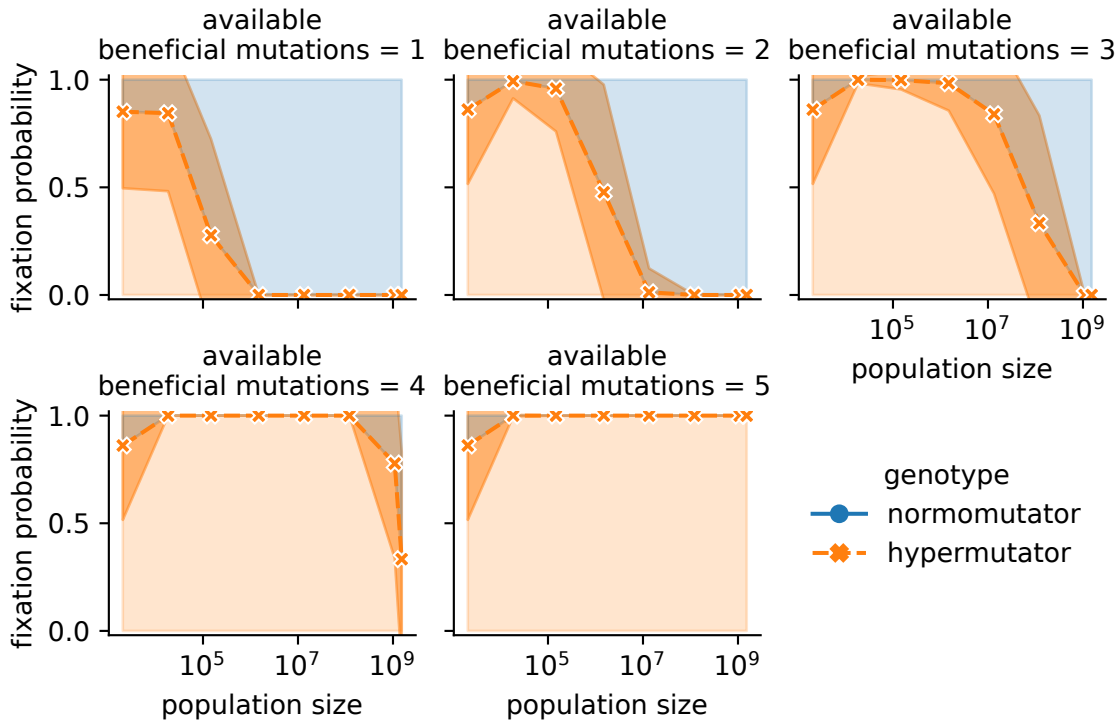 available
beneficial mutations = 1
available
beneficial mutations = 2
available
beneficial mutations = 3
fixation probability
1.0
0.5
0.0
10^5
10^7
10^9
population size
available
beneficial mutations = 4
available
beneficial mutations = 5
fixation probability
1.0
0.5
0.0
10^5
10^7
10^9
population size
10^5
10^7
10^9
population size
genotype
normomutator
hypermutator